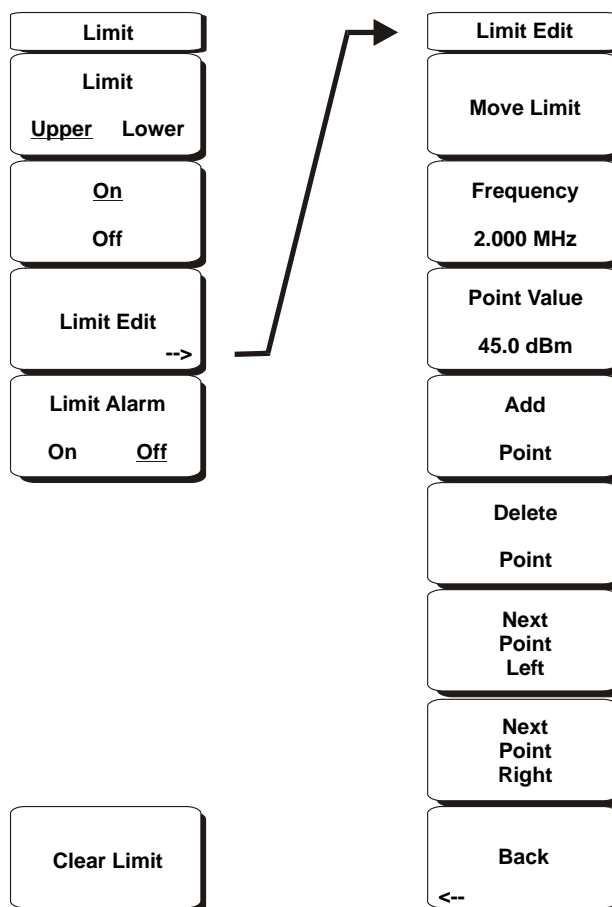 Limit
Limit
Upper Lower
On
Off
Limit Edit
-->
Limit Alarm
On Off
Clear Limit
Limit Edit
Move Limit
Frequency
2.000 MHz
Point Value
45.0 dBm
Add
Point
Delete
Point
Next
Point
Left
Next
Point
Right
Back
<--